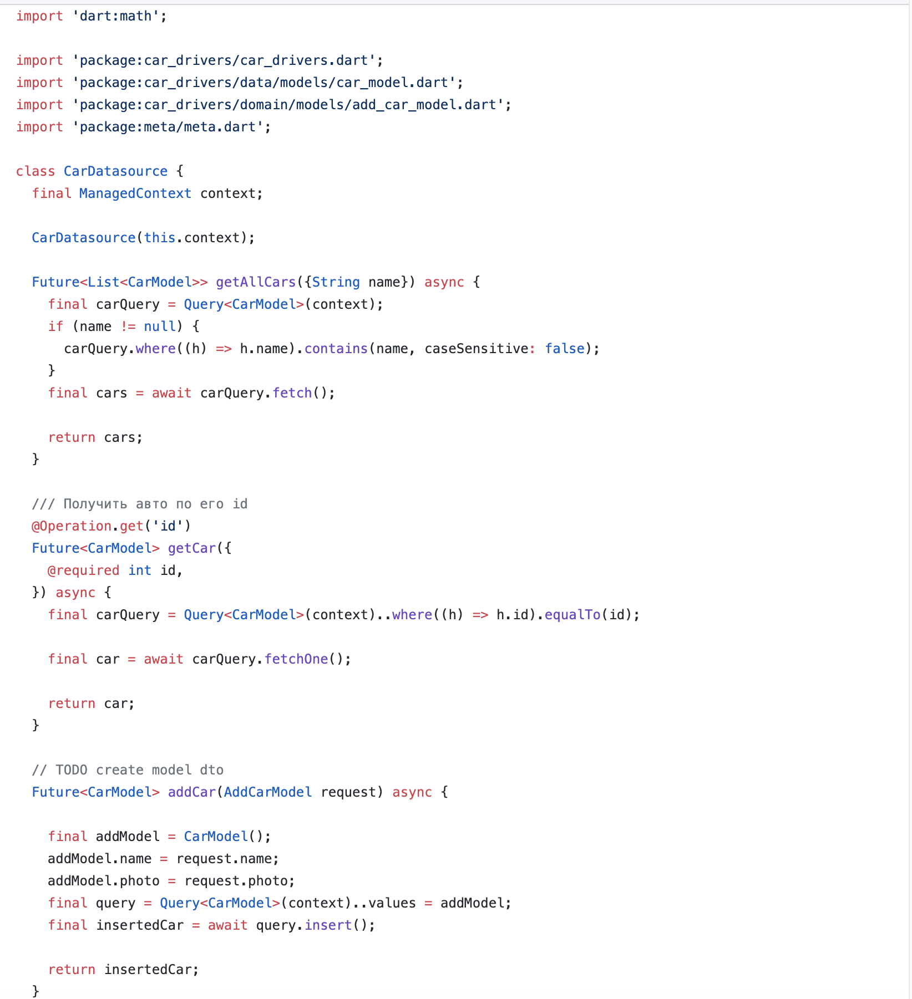 import 'dart:math';
import 'package:car_drivers/car_drivers.dart';
import 'package:car_drivers/data/models/car_model.dart';
import 'package:car_drivers/domain/models/add_car_model.dart';
import 'package:meta/meta.dart';
class CarDatasource {
  final ManagedContext context;
  CarDatasource(this.context);
  Future<List<CarModel>> getAllCars({String name}) async {
    final carQuery = Query<CarModel>(context);
    if (name != null) {
      carQuery.where((h) => h.name).contains(name, caseSensitive: false);
    }
    final cars = await carQuery.fetch();
    return cars;
  }
  /// Получить авто по его id
  @Operation.get('id')
  Future<CarModel> getCar({
    @required int id,
  }) async {
    final carQuery = Query<CarModel>(context)..where((h) => h.id).equalTo(id);
    final car = await carQuery.fetchOne();
    return car;
  }
  // TODO create model dto
  Future<CarModel> addCar(AddCarModel request) async {
    final addModel = CarModel();
    addModel.name = request.name;
    addModel.photo = request.photo;
    final query = Query<CarModel>(context)..values = addModel;
    final insertedCar = await query.insert();
    return insertedCar;
  }